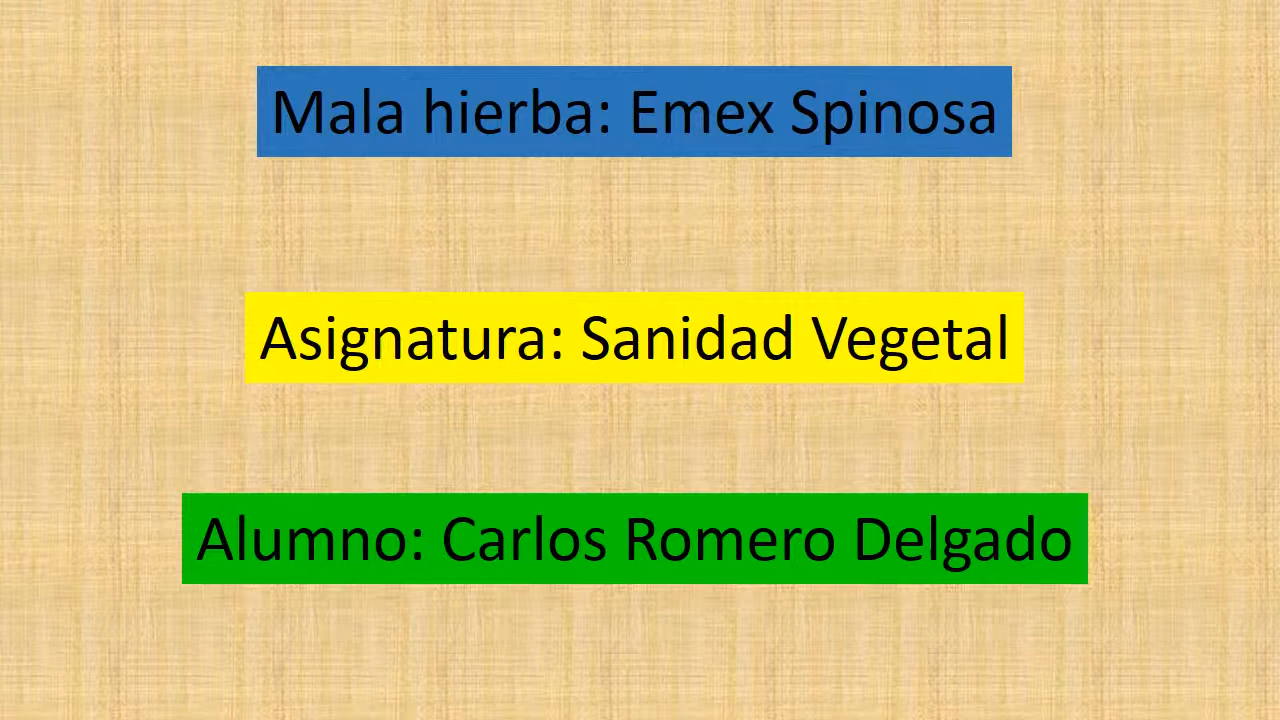 Mala hierba: Emex Spinosa
Asignatura: Sanidad Vegetal
Alumno: Carlos Romero Delgado